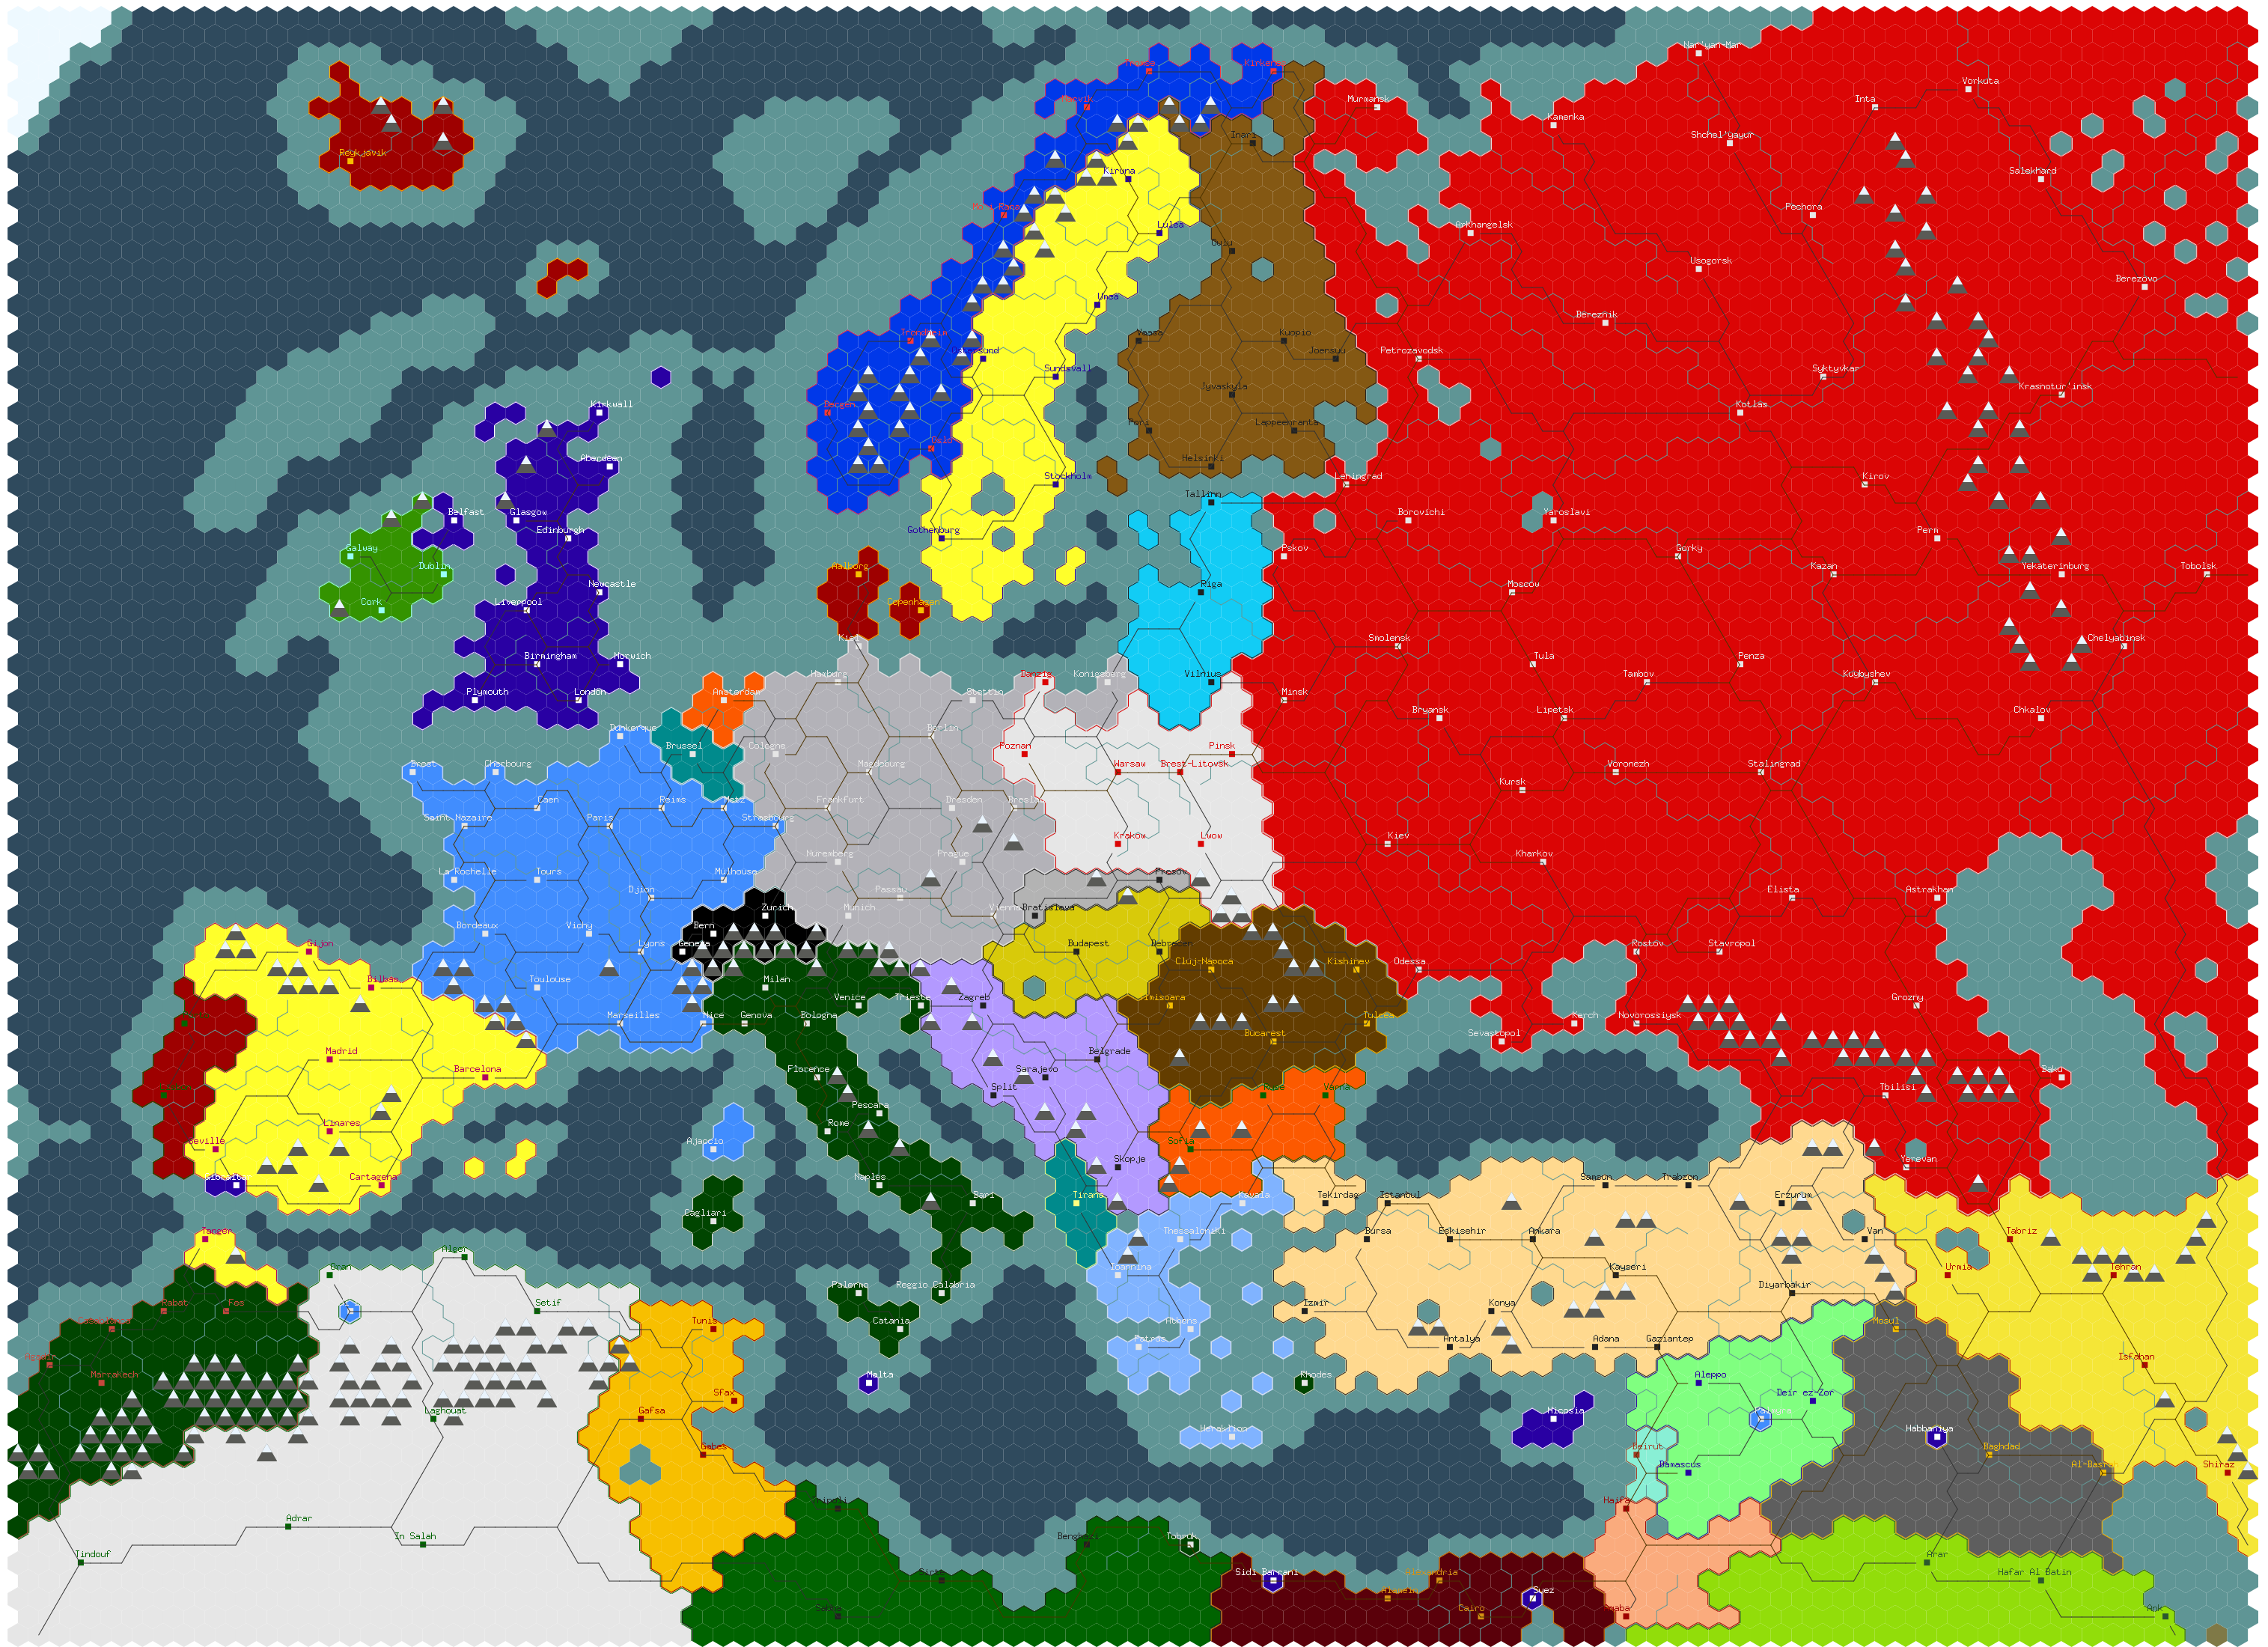 Nar'yan-Mar
Tromso
Kirkenes
Vorkuta
Murmansk
Inta
Narvik
Kamenka
Shchel'yayur
Inari
Reykjavik
Kiruna
Salekhard
Mo i Rana
Pechora
Lulea
Arkhangelsk
Oulu
Usogorsk
Berezovo
Umea
Bereznik
Trondheim
Vaasa
Kuopio
Ostersund
Joensuu
Petrozavodsk
Sundsvall
Syktyvkar
Jyvaskyla
Krasnotur'insk
Kirkwall
Bergen
Kotlas
Pori
Lappeenranta
Oslo
Abardean
Helsinki
Stockholm
Leningrad
Kirov
Tallinn
Belfast
Glasgow
Borovichi
Yaroslavl
Edinburgh
Gothenburg
Perm
Galway
Pskov
Gorky
Dublin
Aalborg
Kazan
Yekaterinburg
Tobolsk
Newcastle
Riga
Moscow
Cork
Liverpool
Copenhagen
Kiel
Smolensk
Chelyabinsk
Birmingham
Norwich
Tula
Penza
Hamburg
Danzig
Konigsberg
Vilnius
Tambov
Kuybyshev
Plymouth
London
Amsterdam
Stettin
Minsk
Bryansk
Lipetsk
Chkalov
Dunkerque
Berlin
Brussel
Cologne
Poznan
Pinsk
Brest
Cherbourg
Magdeburg
Warsaw
Brest-Litovsk
Voronezh
Stalingrad
Kursk
Caen
Reims
Metz
Frankfurt
Dresden
Breslau
Saint Nazaire
Paris
Strasbourg
Krakow
Lwow
Kiev
Nuremberg
Prague
Kharkov
La Rochelle
Tours
Mulhouse
Presov
Djion
Passau
Elista
Astrakhan
Zurich
Munich
Vienna
Bratislava
Bordeaux
Vichy
Bern
Gijon
Lyons
Geneva
Budapest
Debrecen
Rostov
Stavropol
Cluj-Napoca
Kishinev
Odessa
Bilbao
Toulouse
Milan
Venice
Trieste
Zagreb
Timisoara
Grozny
Marseilles
Nice
Genova
Bologna
Tulcea
Kerch
Novorossiysk
Bucarest
Sevastopol
Madrid
Belgrade
Barcelona
Florence
Sarajevo
Baku
Split
Ruse
Varna
Tbilisi
Pescara
Linares
Rome
Seville
Ajaccio
Sofia
Skopje
Yerevan
Gibraltar
Cartagena
Naples
Samsun
Trabzon
Bari
Tirana
Kavala
Tekirdag
Istanbul
Erzurum
Cagliari
Tanger
Thessaloniki
Bursa
Eskisehir
Ankara
Van
Tabriz
Alger
Oran
Ioannina
Kayseri
Urmia
Tehran
Palermo
Reggio Calabria
Diyarbakir
Rabat
Fes
Setif
Izmir
Konya
Casablanca
Tunis
Catania
Athens
Mosul
Patras
Antalya
Adana
Gaziantep
Agadir
Isfahan
Marrakech
Malta
Rhodes
Aleppo
Sfax
Deir ez-Zor
Laghouat
Gafsa
Nicosia
Palmyra
Heraklion
Habbaniya
Gabes
Beirut
Baghdad
Damascus
Al-Basrah
Shiraz
Tripoli
Haifa
Adrar
In Salah
Benghazi
Tobruk
Tindouf
Arar
Sirte
Sidi Barrani
Alexandria
Hafar Al Batin
Alamein
Suez
Sabha
Cairo
Aqaba